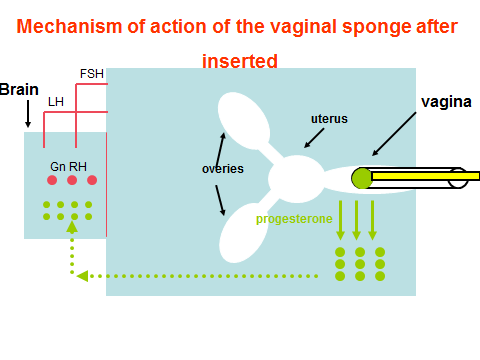 Mechanism of action of the vaginal sponge after
inserted
FSH
Brain
LH
vagina
uterus
Gn RH
overies
progesterone